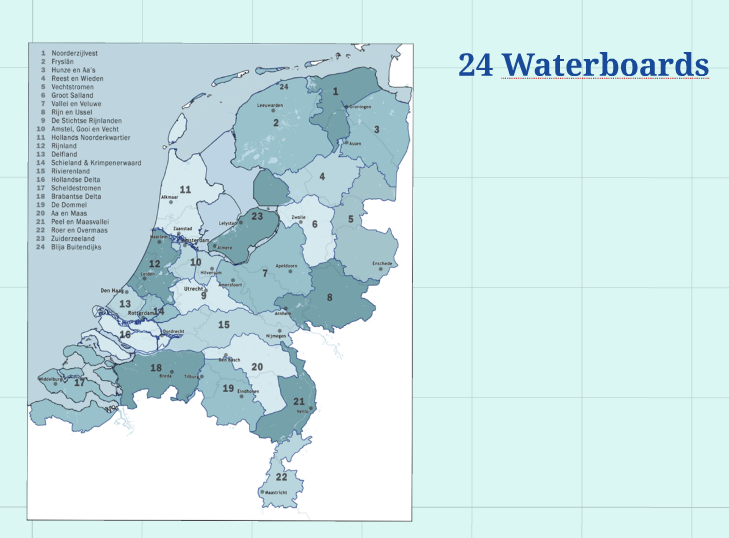 24 Waterboards
1 Noorderzijlvest
2 Fryslân
3 Hunze en Aa's
4 Reest en Wieden
5 Vechtstromen
6 Groot Salland
7 Vallei en Veluwe
8 Rijn en IJssel
9 De Stichtse Rijnlanden
10 Amstel, Gooi en Vecht
11 Hollands Noorderkwartier
12 Rijnland
13 Delfland
14 Schieland & Krimpenerwaard
15 Rivierenland
16 Hollandse Delta
17 Scheldestromen
18 Brabantse Delta
19 De Dommel
20 Aa en Maas
21 Peel en Maasvallei
22 Roer en Overmaas
23 Zuiderzeeland
24 Blija Buitendijks
24
1
Leeuwarden
Groningen
2
3
Assen
4
11
Alkmaar
23
Zwolle
5
Lelystad
6
Zaanstad
Haarlem
Amsterdam
Almere
12
10
Enschede
Apeldoorn
Hilversum
7
Leiden
Amersfoort
Den Haag
Utrecht
9
8
13
Rotterdam
14
Arnhem
15
16
Dordrecht
Nijmegen
Den Bosch
18
20
Breda
Tilburg
Middelburg
17
19
Eindhoven
21
Venlo
22
Maastricht